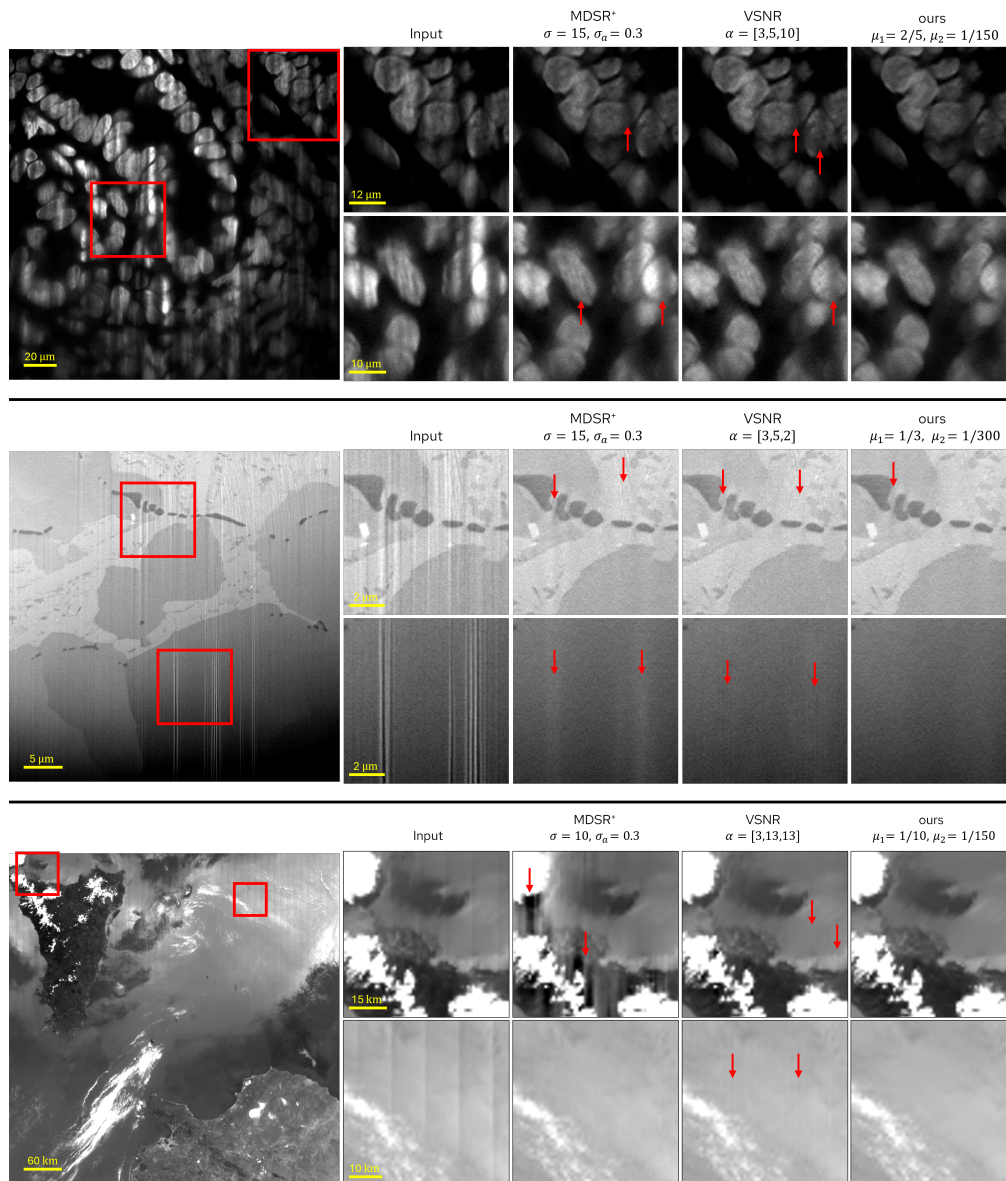 Input
MDSR⁺
σ = 15, σₐ = 0.3
VSNR
α = [3,5,10]
ours
μ₁= 2/5, μ₂ = 1/150
20 μm
12 μm
10 μm
Input
MDSR⁺
σ = 15, σₐ = 0.3
VSNR
α = [3,5,2]
ours
μ₁= 1/3, μ₂ = 1/300
5 μm
2 μm
2 μm
Input
MDSR⁺
σ = 10, σₐ = 0.3
VSNR
α = [3,13,13]
ours
μ₁= 1/10, μ₂ = 1/150
60 km
15 km
10 km